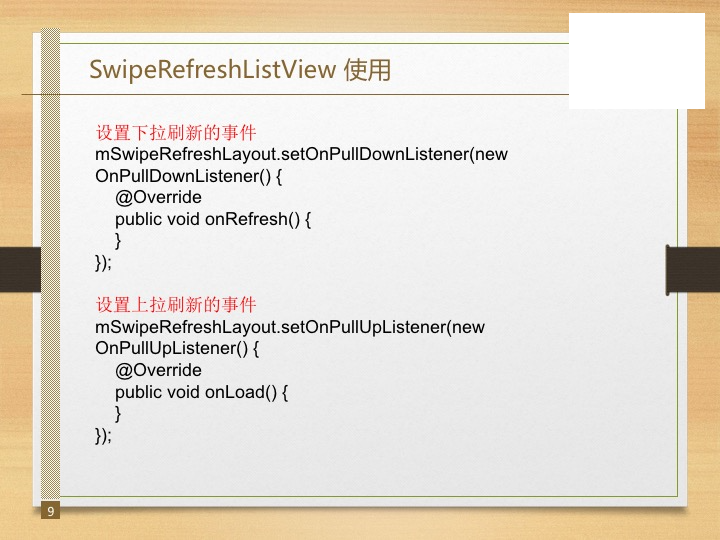 SwipeRefreshListView 使用
设置下拉刷新的事件
mSwipeRefreshLayout.setOnPullDownListener(new
OnPullDownListener() {
@Override
public void onRefresh() {
}
});
设置上拉刷新的事件
mSwipeRefreshLayout.setOnPullUpListener(new
OnPullUpListener() {
@Override
public void onLoad() {
}
});
9